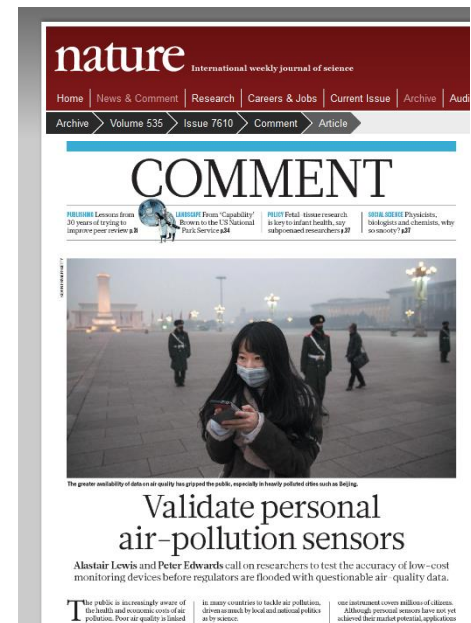 nature International weekly journal of science
Home News & Comment Research Careers & Jobs Current Issue Archive Audi
Archive Volume 535 Issue 7610 Comment Article
COMMENT
PUBLISHING Lessons from
30 years of trying to
improve peer review p.31
LANDSCAPE From ‘Capability’
Brown to the US National
Park Service p.34
POLICY Fetal-tissue research
is key to infant health, say
subpoenaed researchers p.37
SOCIAL SCIENCE Physicists,
biologists and chemists, why
so snooty? p.37
The greater availability of data on air quality has gripped the public, especially in heavily polluted cities such as Beijing.
Validate personal
air-pollution sensors
Alastair Lewis and Peter Edwards call on researchers to test the accuracy of low-cost
monitoring devices before regulators are flooded with questionable air-quality data.
The public is increasingly aware of
the health and economic costs of air
pollution. Poor air quality is linked
in many countries to tackle air pollution,
driven as much by local and national politics
as by science.
one instrument covers millions of citizens.
Although personal sensors have not yet
achieved their market potential, applications